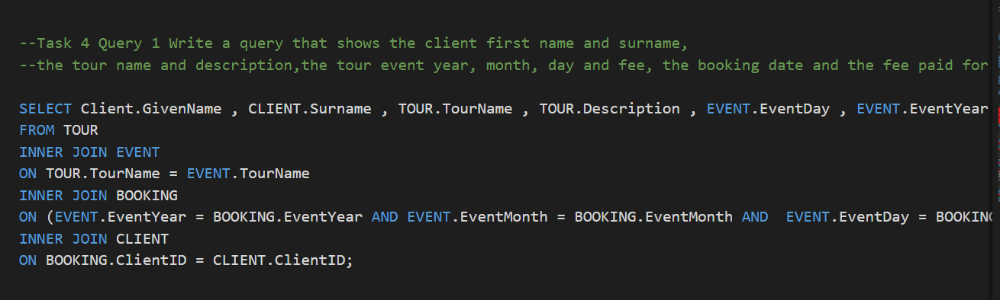 --Task 4 Query 1 Write a query that shows the client first name and surname,
--the tour name and description,the tour event year, month, day and fee, the booking date and the fee paid for
SELECT Client.GivenName , CLIENT.Surname , TOUR.TourName , TOUR.Description , EVENT.EventDay , EVENT.EventYear
FROM TOUR
INNER JOIN EVENT
ON TOUR.TourName = EVENT.TourName
INNER JOIN BOOKING
ON (EVENT.EventYear = BOOKING.EventYear AND EVENT.EventMonth = BOOKING.EventMonth AND  EVENT.EventDay = BOOKIN
INNER JOIN CLIENT
ON BOOKING.ClientID = CLIENT.ClientID;